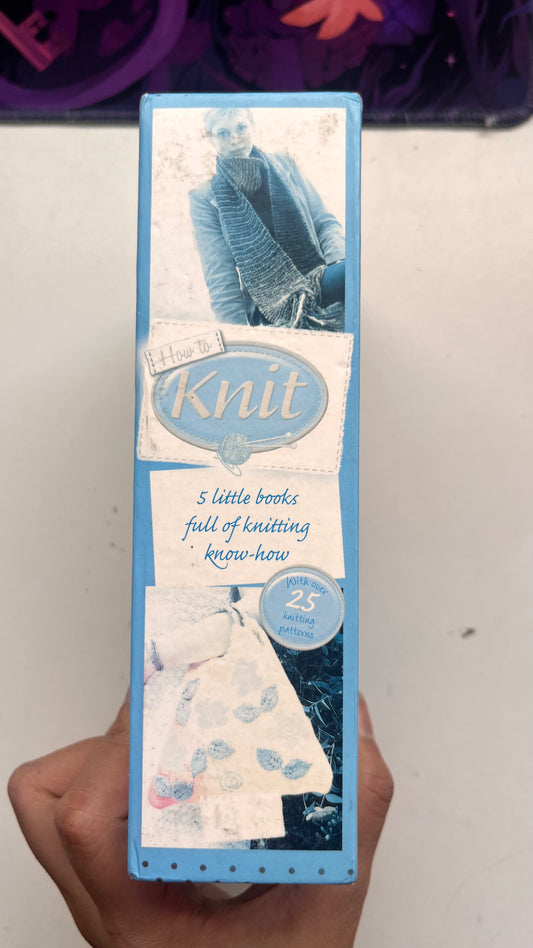 How to
Knit
5 little books
full of knitting
know-how
With over
25
knitting
patterns